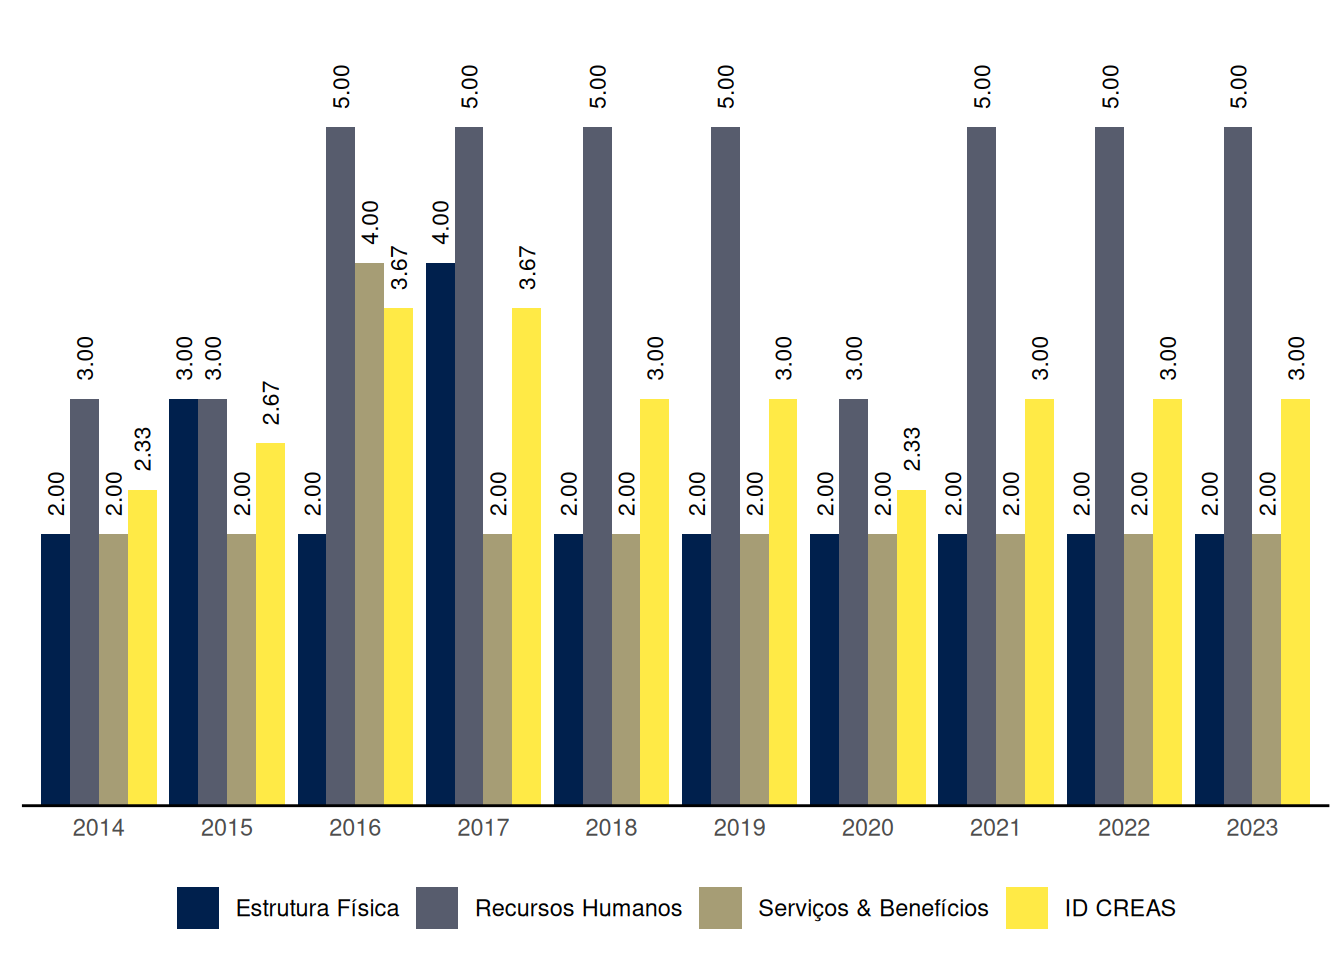 5.00 5.00 5.00 5.00 5.00 5.00 5.00
4.00 4.00
3.67 3.67
3.00 3.00 3.00 3.00 3.00 3.00 3.00 3.00 3.00
2.67
2.33 2.33
2.00 2.00 2.00 2.00 2.00 2.00 2.00 2.00 2.00 2.00 2.00 2.00 2.00 2.00 2.00 2.00 2.00
2014 2015 2016 2017 2018 2019 2020 2021 2022 2023
Estrutura Física Recursos Humanos Serviços & Benefícios ID CREAS